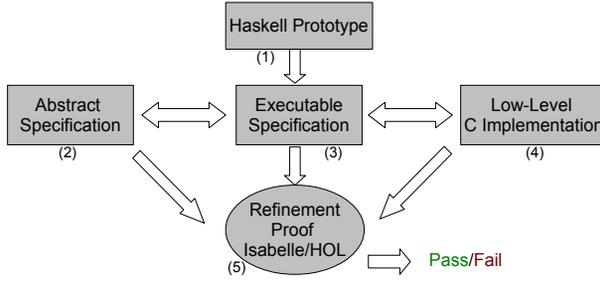 Haskell Prototype
(1)
Abstract
Specification
(2)
Executable
Specification
(3)
Low-Level
C Implementation
(4)
Refinement
Proof
Isabelle/HOL
(5)
Pass/Fail